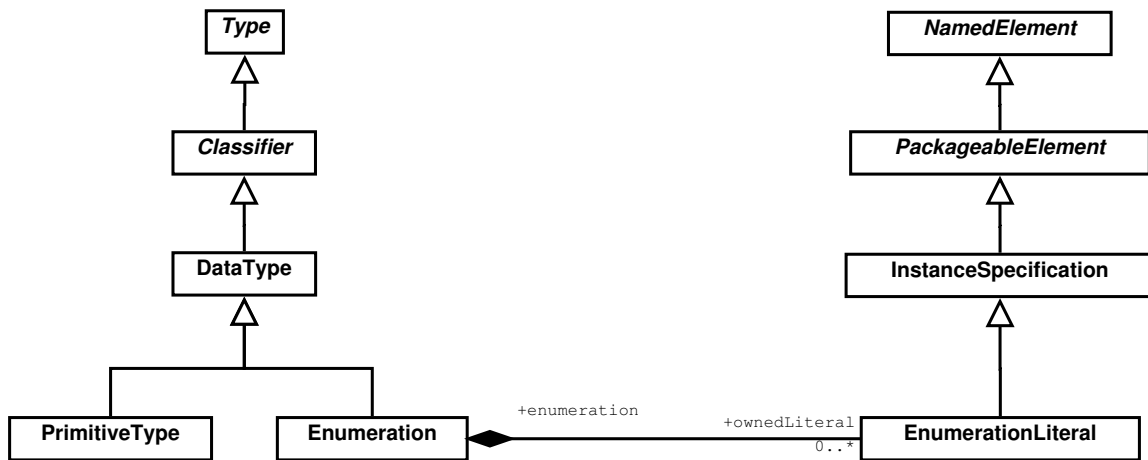 Type
NamedElement
Classifier
PackageableElement
DataType
InstanceSpecification
+enumeration
+ownedLiteral
PrimitiveType
Enumeration
EnumerationLiteral
0..*